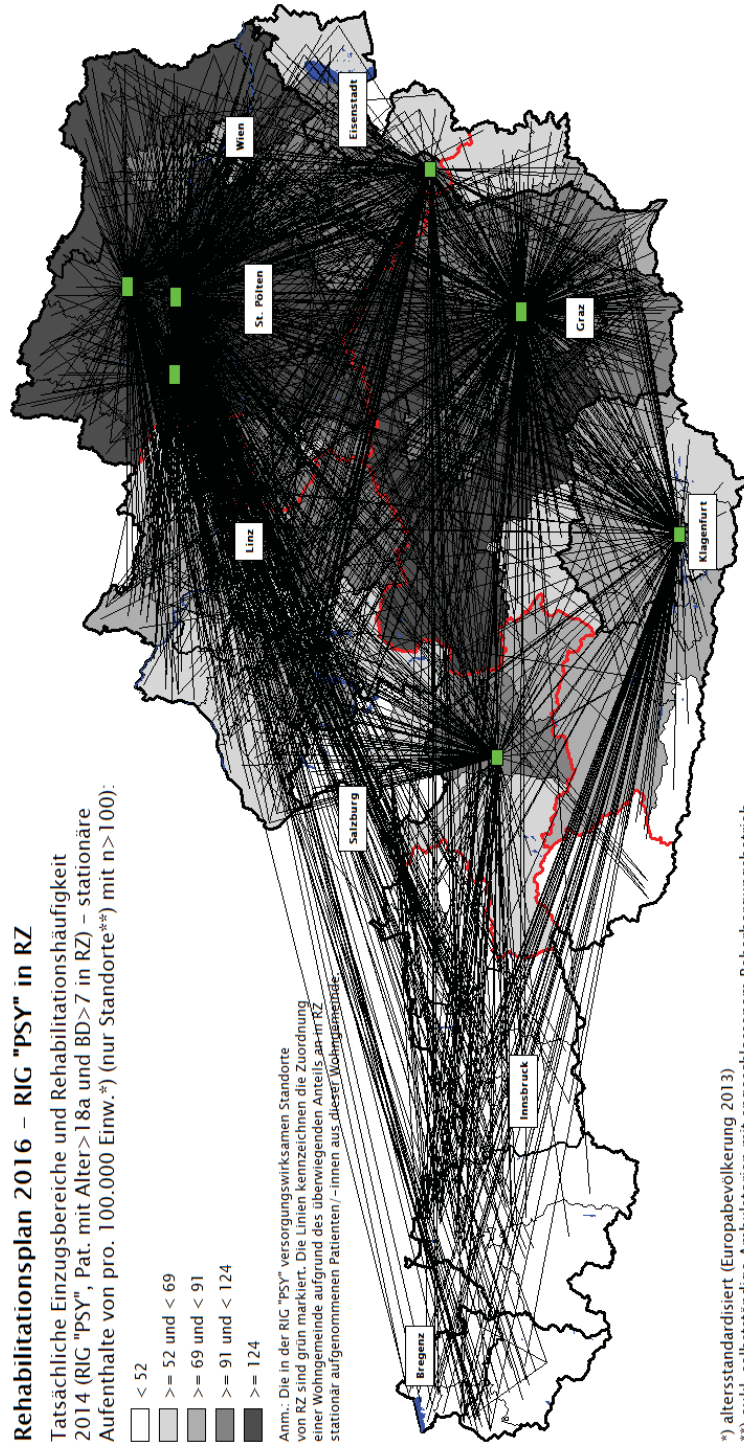 Rehabilitationsplan 2016 – RIG "PSY" in RZ
Tatsächliche Einzugsbereiche und Rehabilitationshäufigkeit
2014 (RIG "PSY", Pat. mit Alter>18a und BD>7 in RZ) – stationäre
Aufenthalte von pro. 100.000 Einw.*) (nur Standorte**) mit n>100):
< 52
>= 52 und < 69
>= 69 und < 91
>= 91 und < 124
>= 124
Anm.: Die in der RIG "PSY" versorgungswirksamen Standorte
von RZ sind grün markiert. Die Linien kennzeichnen die Zuordnung
einer Wohngemeinde aufgrund des überwiegenden Anteils an in RZ
stationär aufgenommenen Patienten/-innen aus dieser Wohngemeinde.
Wien
Eisenstadt
St. Pölten
Linz
Graz
Salzburg
Klagenfurt
Innsbruck
Bregenz
*) altersstandardisiert (Europabevölkerung 2013)